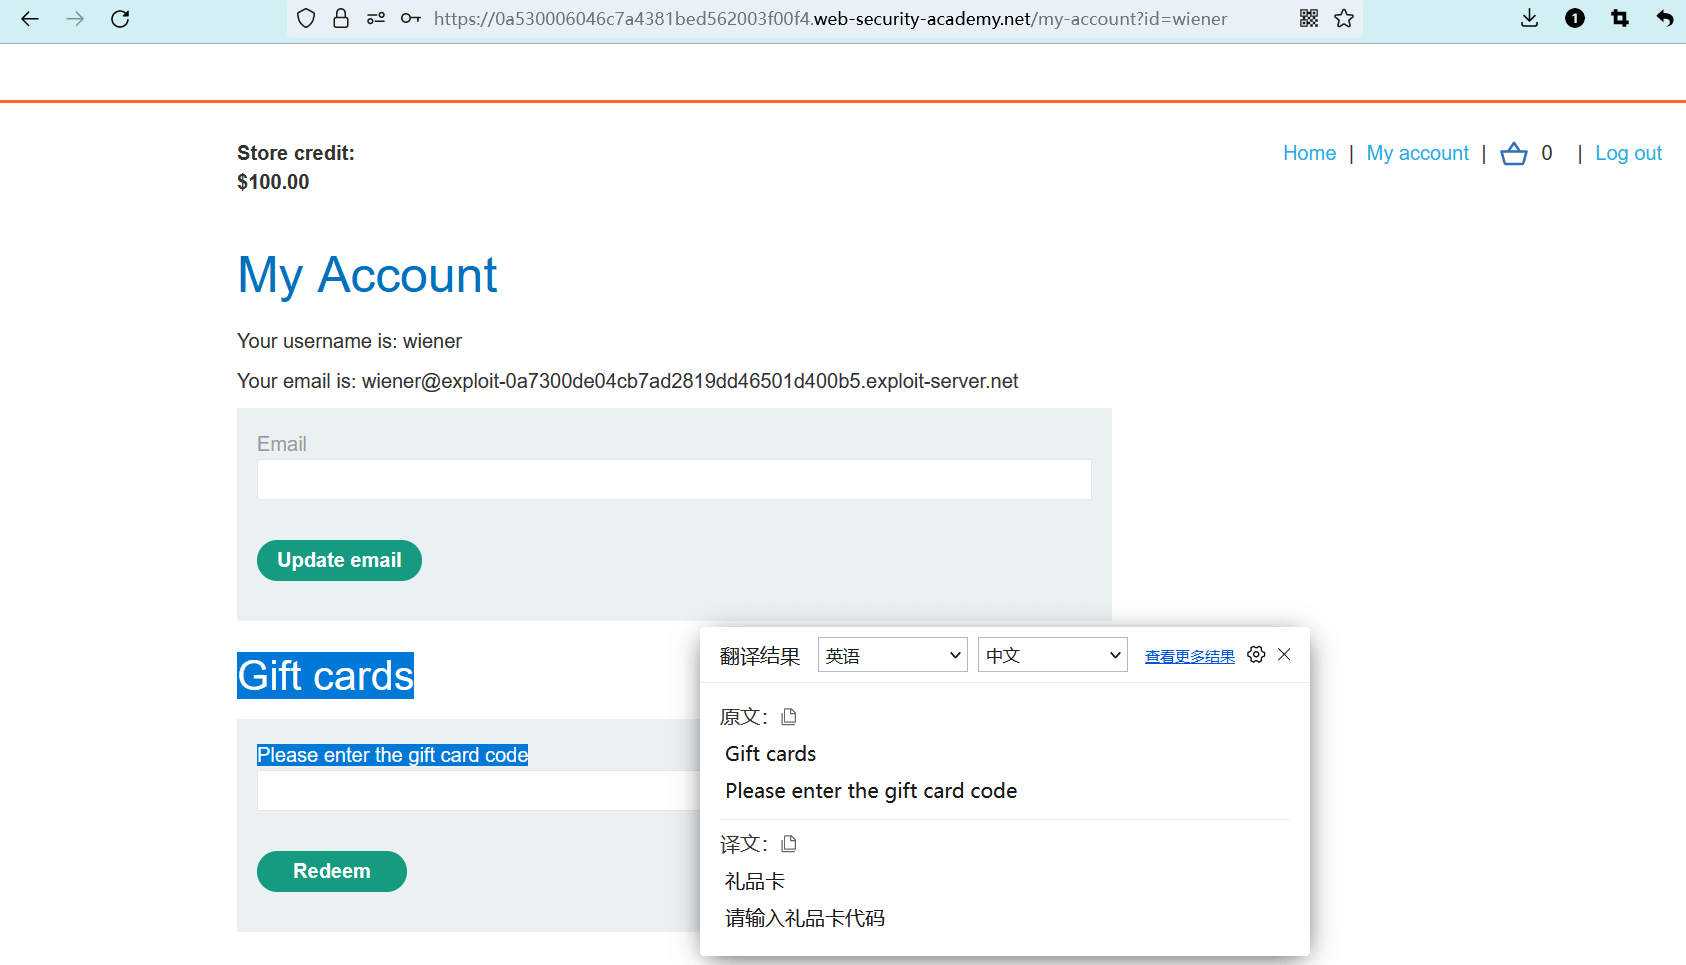 https://0a530006046c7a4381bed562003f00f4.web-security-academy.net/my-account?id=wiener
1
Store credit:
$100.00
Home | My account | 0 | Log out
My Account
Your username is: wiener
Your email is: wiener@exploit-0a7300de04cb7ad2819dd46501d400b5.exploit-server.net
Email
Update email
Gift cards
Please enter the gift card code
Redeem
翻译结果 英语 中文 查看更多结果
原文：
Gift cards
Please enter the gift card code
译文：
礼品卡
请输入礼品卡代码